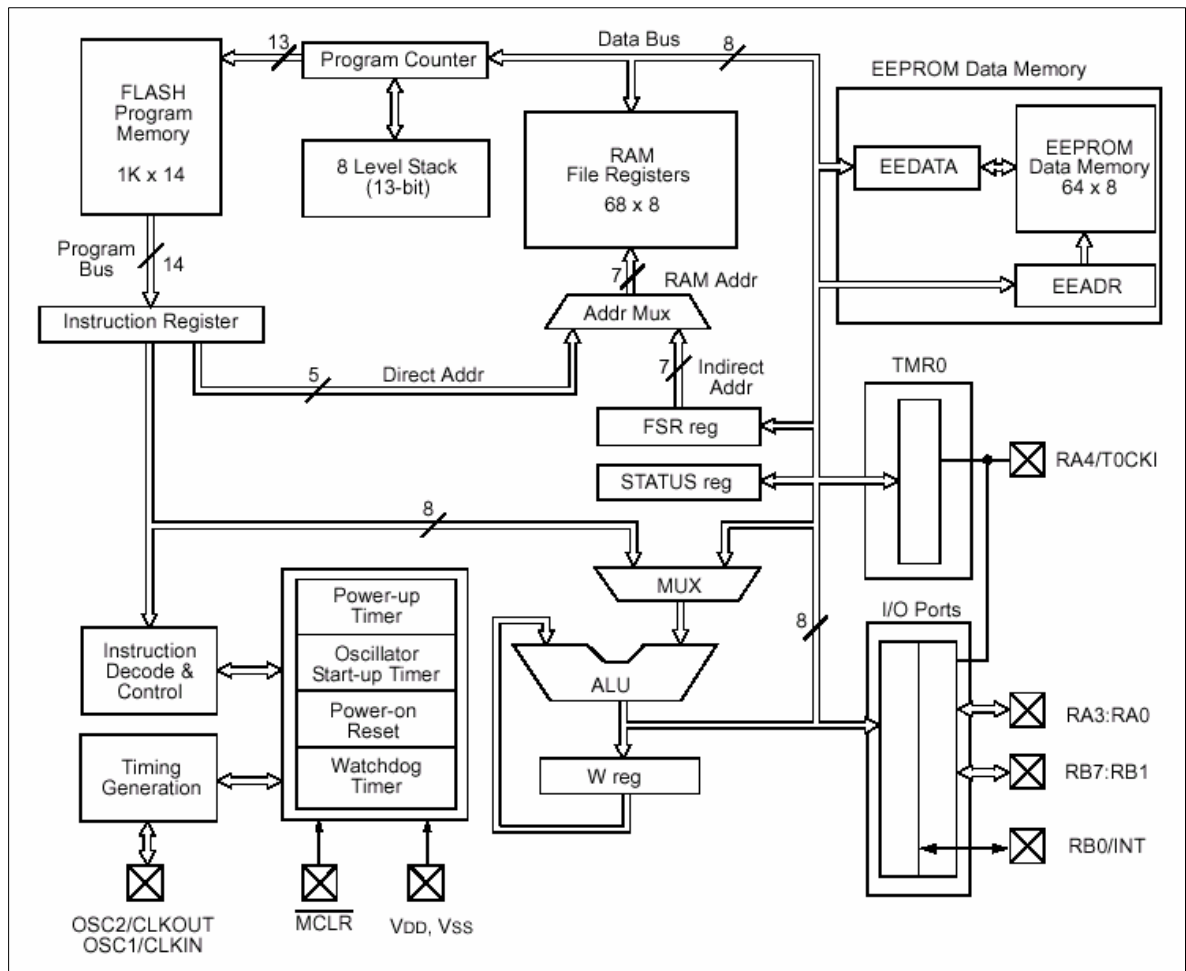 13
Program Counter
Data Bus
8
EEPROM Data Memory
FLASH
Program
Memory
1K x 14
8 Level Stack
(13-bit)
RAM
File Registers
68 x 8
EEDATA
EEPROM
Data Memory
64 x 8
EEADR
Program
Bus
14
7
RAM Addr
Addr Mux
Instruction Register
5
Direct Addr
7
Indirect
Addr
FSR reg
STATUS reg
TMR0
RA4/T0CKI
8
MUX
Power-up
Timer
Oscillator
Start-up Timer
Power-on
Reset
Watchdog
Timer
Instruction
Decode &
Control
Timing
Generation
ALU
W reg
8
I/O Ports
RA3:RA0
RB7:RB1
RB0/INT
OSC2/CLKOUT
OSC1/CLKIN
MCLR
VDD, VSS